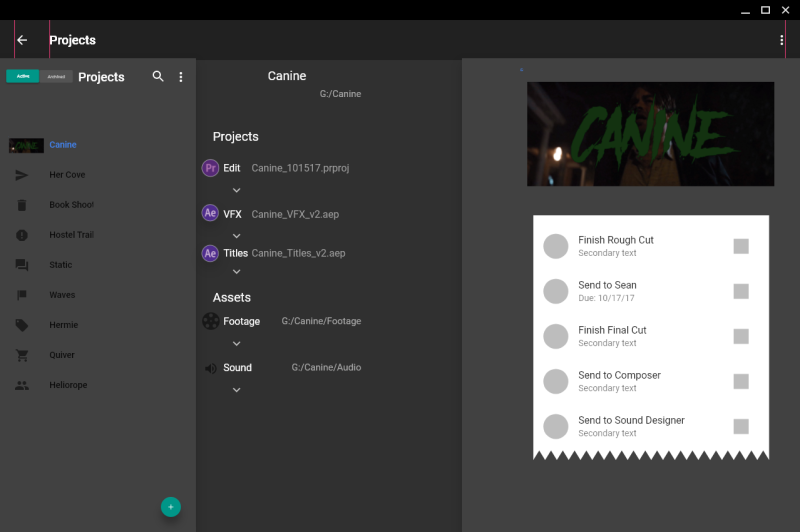 Projects
Active
Archived
Projects
CANINE
Canine
Her Cove
Book Shoo!
Hostel Trail
Static
Waves
Hermie
Quiver
Heliorope
Canine
G:/Canine
Projects
Pr Edit Canine_101517.prproj
Ae VFX Canine_VFX_v2.aep
Ae Titles Canine_Titles_v2.aep
Assets
Footage G:/Canine/Footage
Sound G:/Canine/Audio
CANINE
Finish Rough Cut
Secondary text
Send to Sean
Due: 10/17/17
Finish Final Cut
Secondary text
Send to Composer
Secondary text
Send to Sound Designer
Secondary text